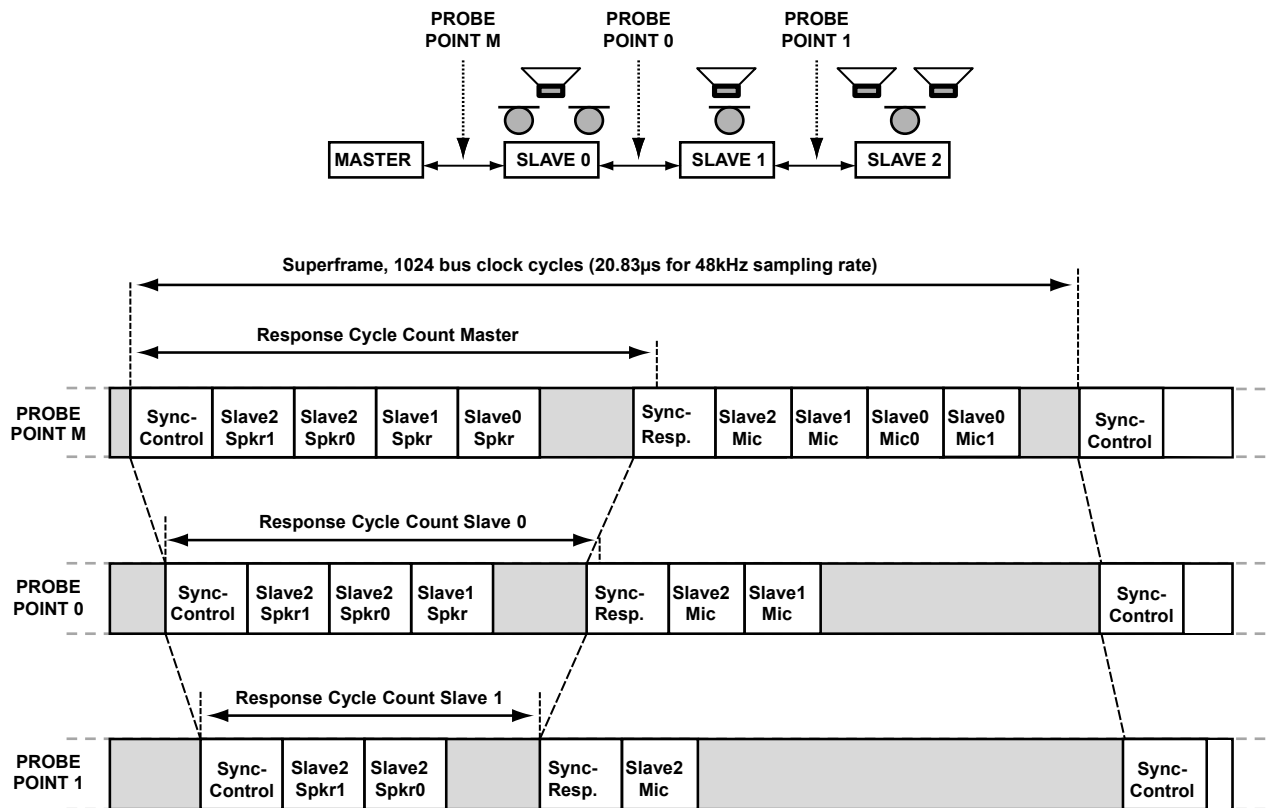 PROBE POINT M
PROBE POINT 0
PROBE POINT 1
MASTER
SLAVE 0
SLAVE 1
SLAVE 2
Superframe, 1024 bus clock cycles (20.83µs for 48kHz sampling rate)
Response Cycle Count Master
PROBE POINT M
Sync-Control
Slave2 Spkr1
Slave2 Spkr0
Slave1 Spkr
Slave0 Spkr
Sync-Resp.
Slave2 Mic
Slave1 Mic
Slave0 Mic0
Slave0 Mic1
Sync-Control
Response Cycle Count Slave 0
PROBE POINT 0
Sync-Control
Slave2 Spkr1
Slave2 Spkr0
Slave1 Spkr
Sync-Resp.
Slave2 Mic
Slave1 Mic
Sync-Control
Response Cycle Count Slave 1
PROBE POINT 1
Sync-Control
Slave2 Spkr1
Slave2 Spkr0
Sync-Resp.
Slave2 Mic
Sync-Control